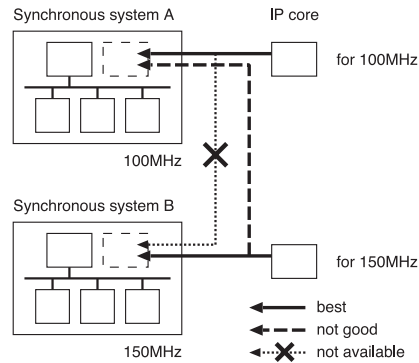 Synchronous system A
IP core
for 100MHz
100MHz
Synchronous system B
for 150MHz
150MHz
best
not good
not available